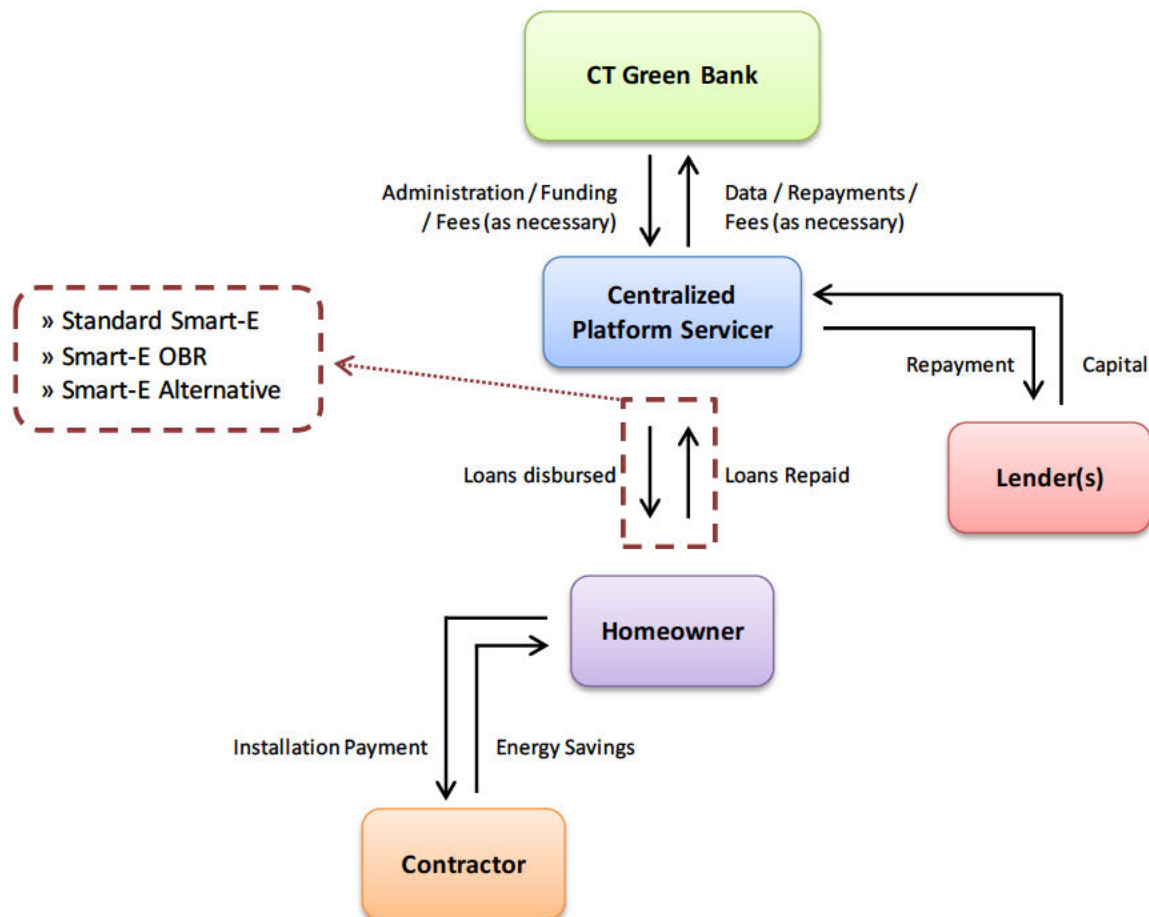 CT Green Bank
Administration / Funding
/ Fees (as necessary)
Data / Repayments /
Fees (as necessary)
Centralized
Platform Servicer
» Standard Smart-E
» Smart-E OBR
» Smart-E Alternative
Repayment
Capital
Loans disbursed
Loans Repaid
Lender(s)
Homeowner
Installation Payment
Energy Savings
Contractor